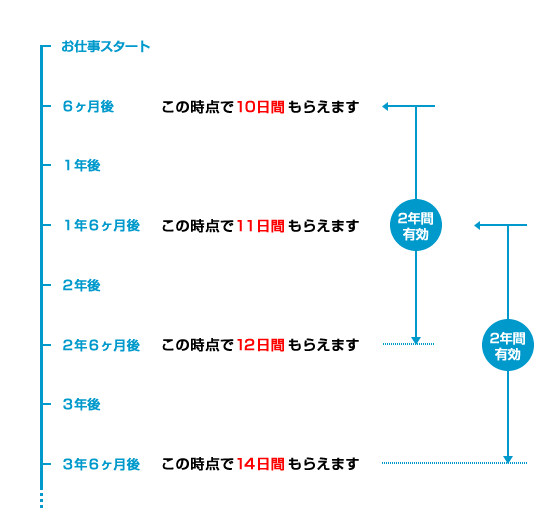 お仕事スタート
6ヶ月後 この時点で10日間もらえます
1年後
1年6ヶ月後 この時点で11日間もらえます
2年間
有効
2年後
2年6ヶ月後 この時点で12日間もらえます
2年間
有効
3年後
3年6ヶ月後 この時点で14日間もらえます